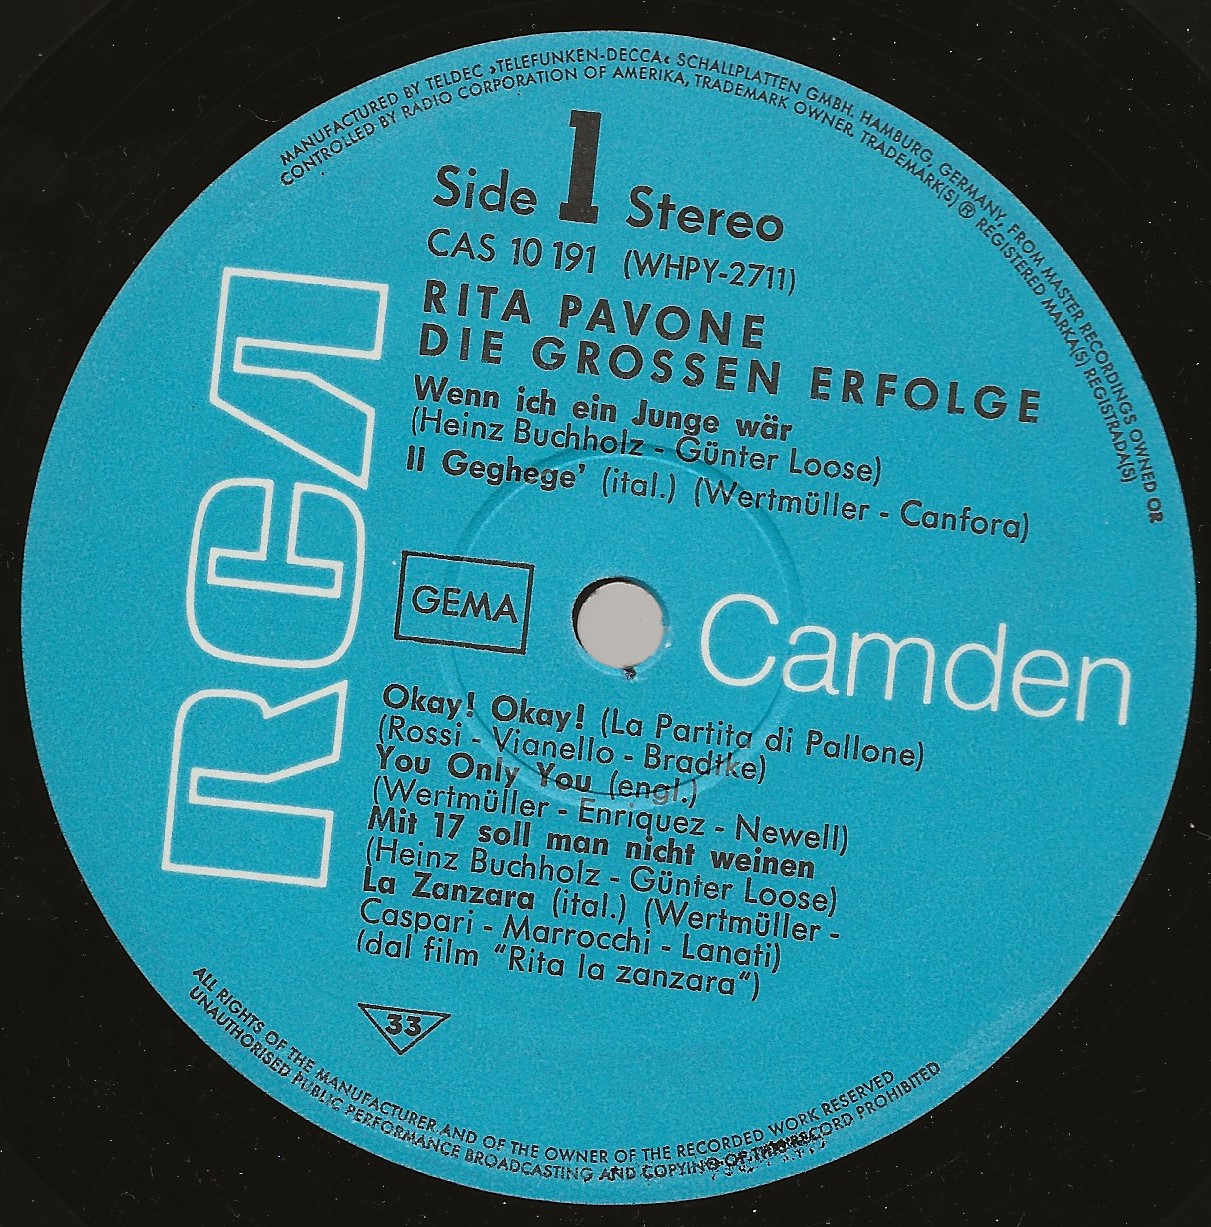 MANUFACTURED BY TELDEC »TELEFUNKEN-DECCA« SCHALLPLATTEN GMBH. HAMBURG, GERMANY, FROM MASTER RECORDINGS OWNED OR
CONTROLLED BY RADIO CORPORATION OF AMERIKA, TRADEMARK OWNER. TRADEMARK(S) ® REGISTERED MARKA(S) REGISTRADA(S)
Side 1 Stereo
CAS 10 191 (WHPY-2711)
RITA PAVONE
DIE GROSSEN ERFOLGE
Wenn ich ein Junge wär
(Heinz Buchholz - Günter Loose)
Il Geghege' (ital.) (Wertmüller - Canfora)
RCA
GEMA
Camden
Okay! Okay! (La Partita di Pallone)
(Rossi - Vianello - Bradtke)
You Only You (engl.)
(Wertmüller - Enriquez - Newell)
Mit 17 soll man nicht weinen
(Heinz Buchholz - Günter Loose)
La Zanzara (ital.) (Wertmüller -
Caspari - Marrocchi - Lanati)
(dal film "Rita la zanzara")
33
ALL RIGHTS OF THE MANUFACTURER AND OF THE OWNER OF THE RECORDED WORK RESERVED
UNAUTHORISED PUBLIC PERFORMANCE BROADCASTING AND COPYING OF THIS RECORD PROHIBITED